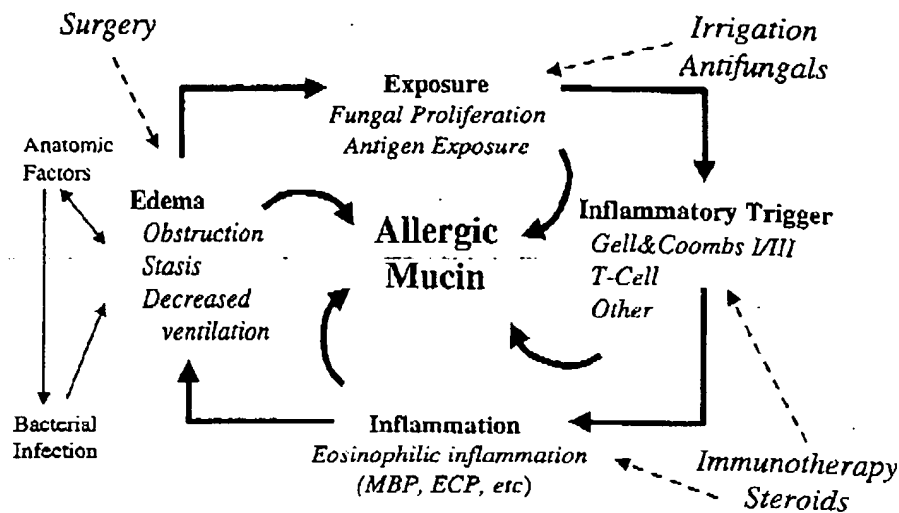 Surgery
Irrigation
Antifungals
Exposure
Fungal Proliferation
Antigen Exposure
Anatomic
Factors
Edema
Obstruction
Stasis
Decreased
ventilation
Allergic
Mucin
Inflammatory Trigger
Gell&Coombs I/III
T-Cell
Other
Bacterial
Infection
Inflammation
Eosinophilic inflammation
(MBP, ECP, etc)
Immunotherapy
Steroids